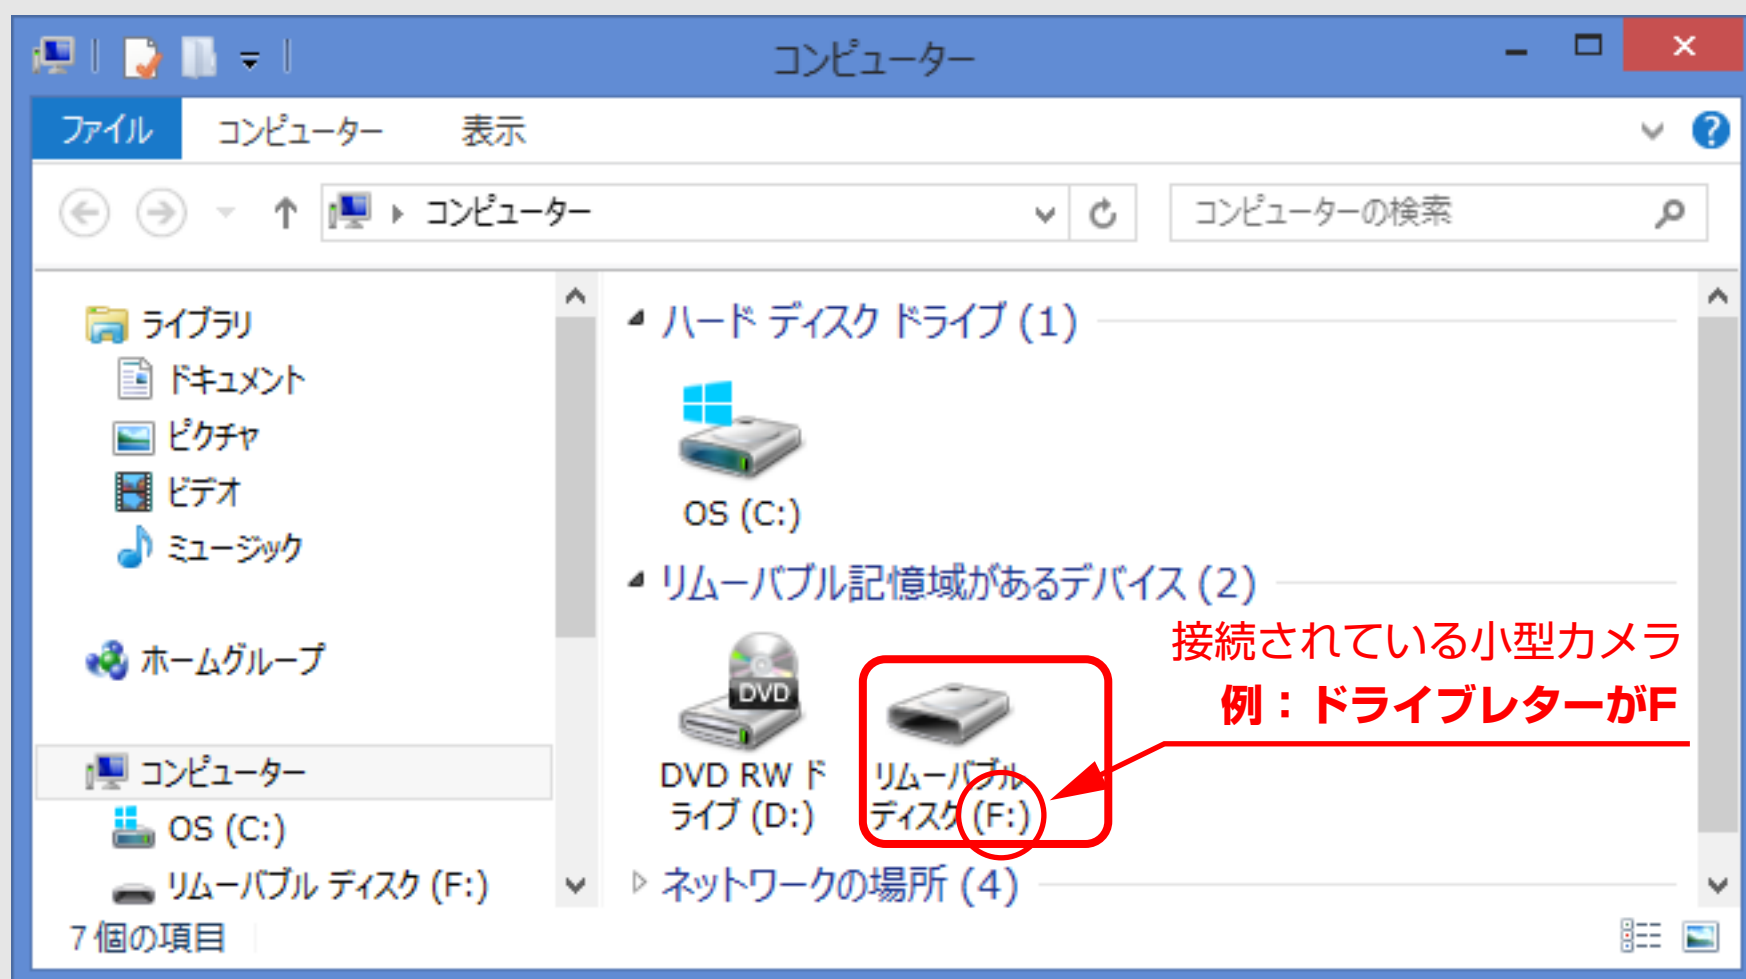 コンピューター
ファイル コンピューター 表示
コンピューター コンピューターの検索
ライブラリ
ドキュメント
ピクチャ
ビデオ
ミュージック
ホームグループ
コンピューター
OS (C:)
リムーバブル ディスク (F:)
ハード ディスク ドライブ (1)
OS (C:)
リムーバブル記憶域があるデバイス (2)
接続されている小型カメラ
例：ドライブレターがF
DVD
DVD RW ド
ライブ (D:)
リムーバブル
ディスク (F:)
ネットワークの場所 (4)
7 個の項目